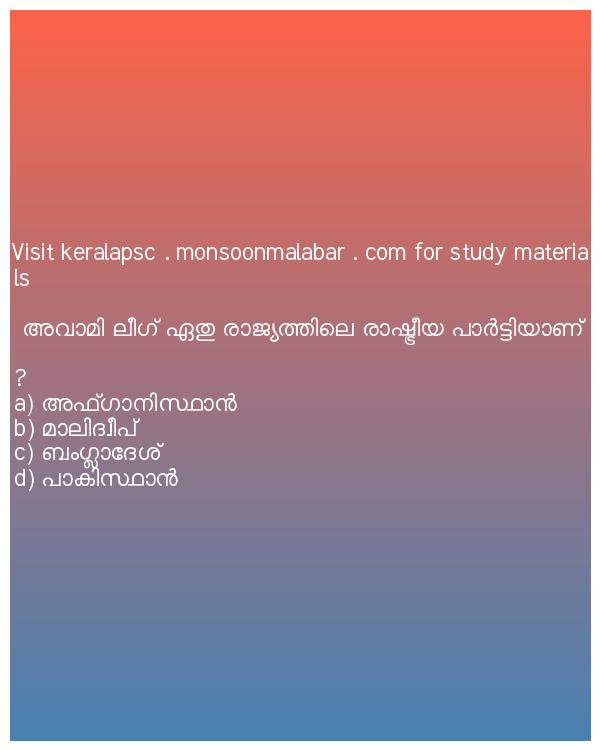 Visit keralapsc . monsoonmalabar . com for study materia
ls
അവാമി ലീഗ് ഏതു രാജ്യത്തിലെ രാഷ്ട്രീയ പാർട്ടിയാണ്
?
a) അഫ്ഗാനിസ്ഥാൻ
b) മാലിദ്വീപ്
c) ബംഗ്ലാദേശ്
d) പാകിസ്ഥാൻ